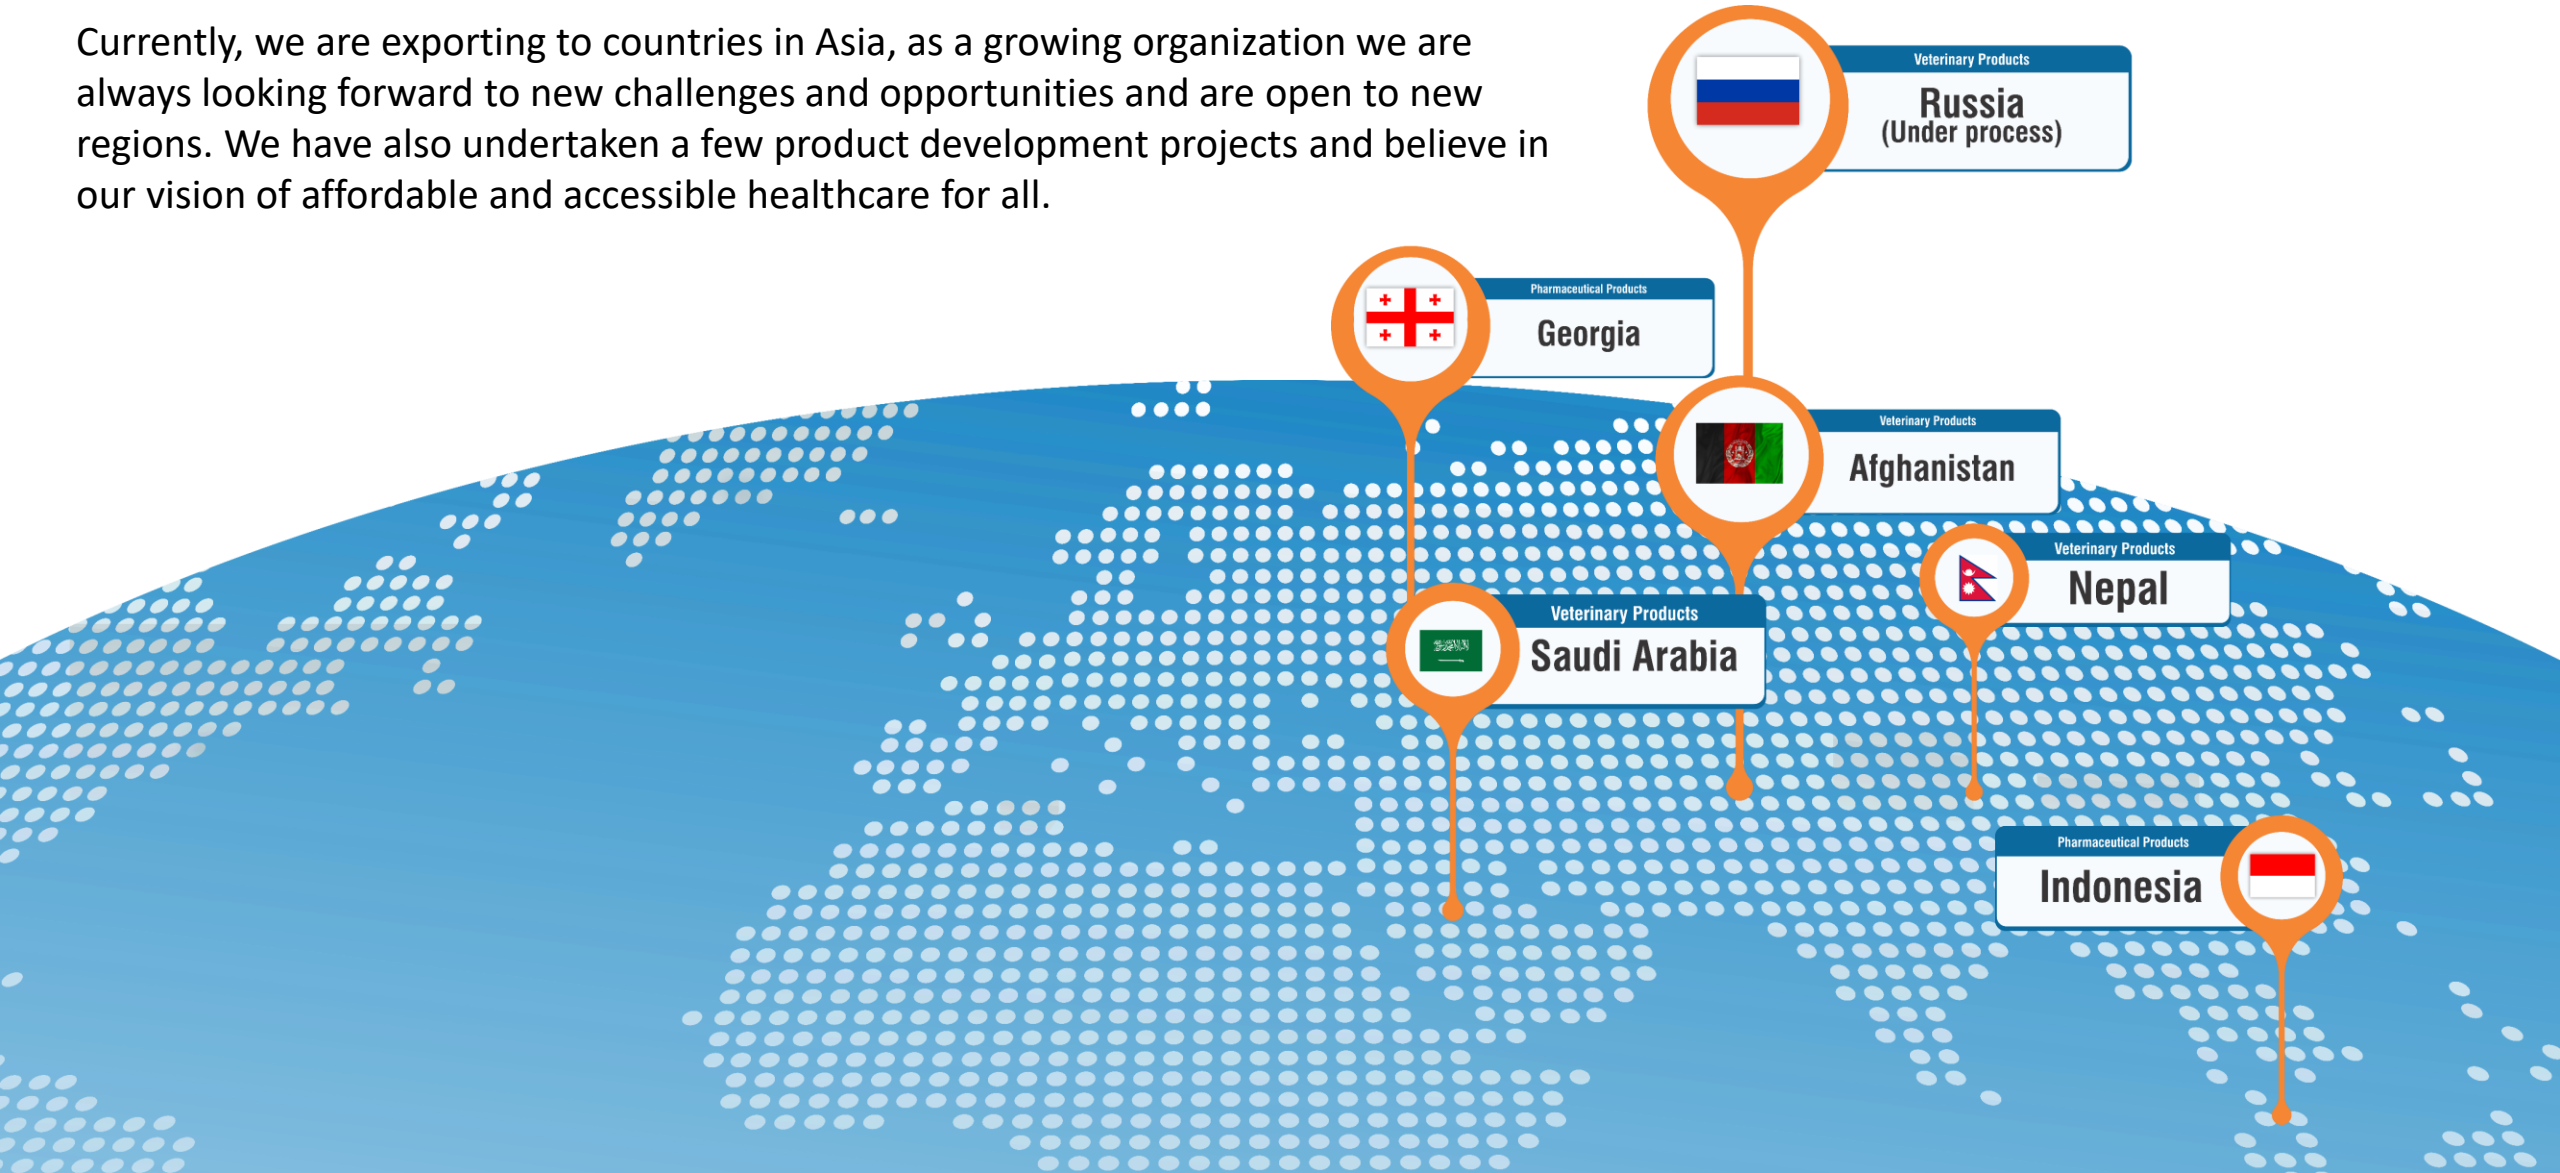 Currently, we are exporting to countries in Asia, as a growing organization we are
always looking forward to new challenges and opportunities and are open to new
regions. We have also undertaken a few product development projects and believe in
our vision of affordable and accessible healthcare for all.
Veterinary Products
Russia
(Under process)
Pharmaceutical Products
Georgia
Veterinary Products
Afghanistan
Veterinary Products
Nepal
Veterinary Products
Saudi Arabia
Pharmaceutical Products
Indonesia